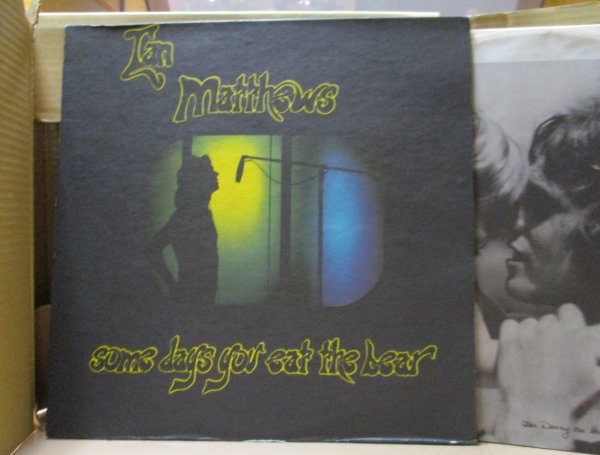 Ian
Matthews
some days you eat the bear